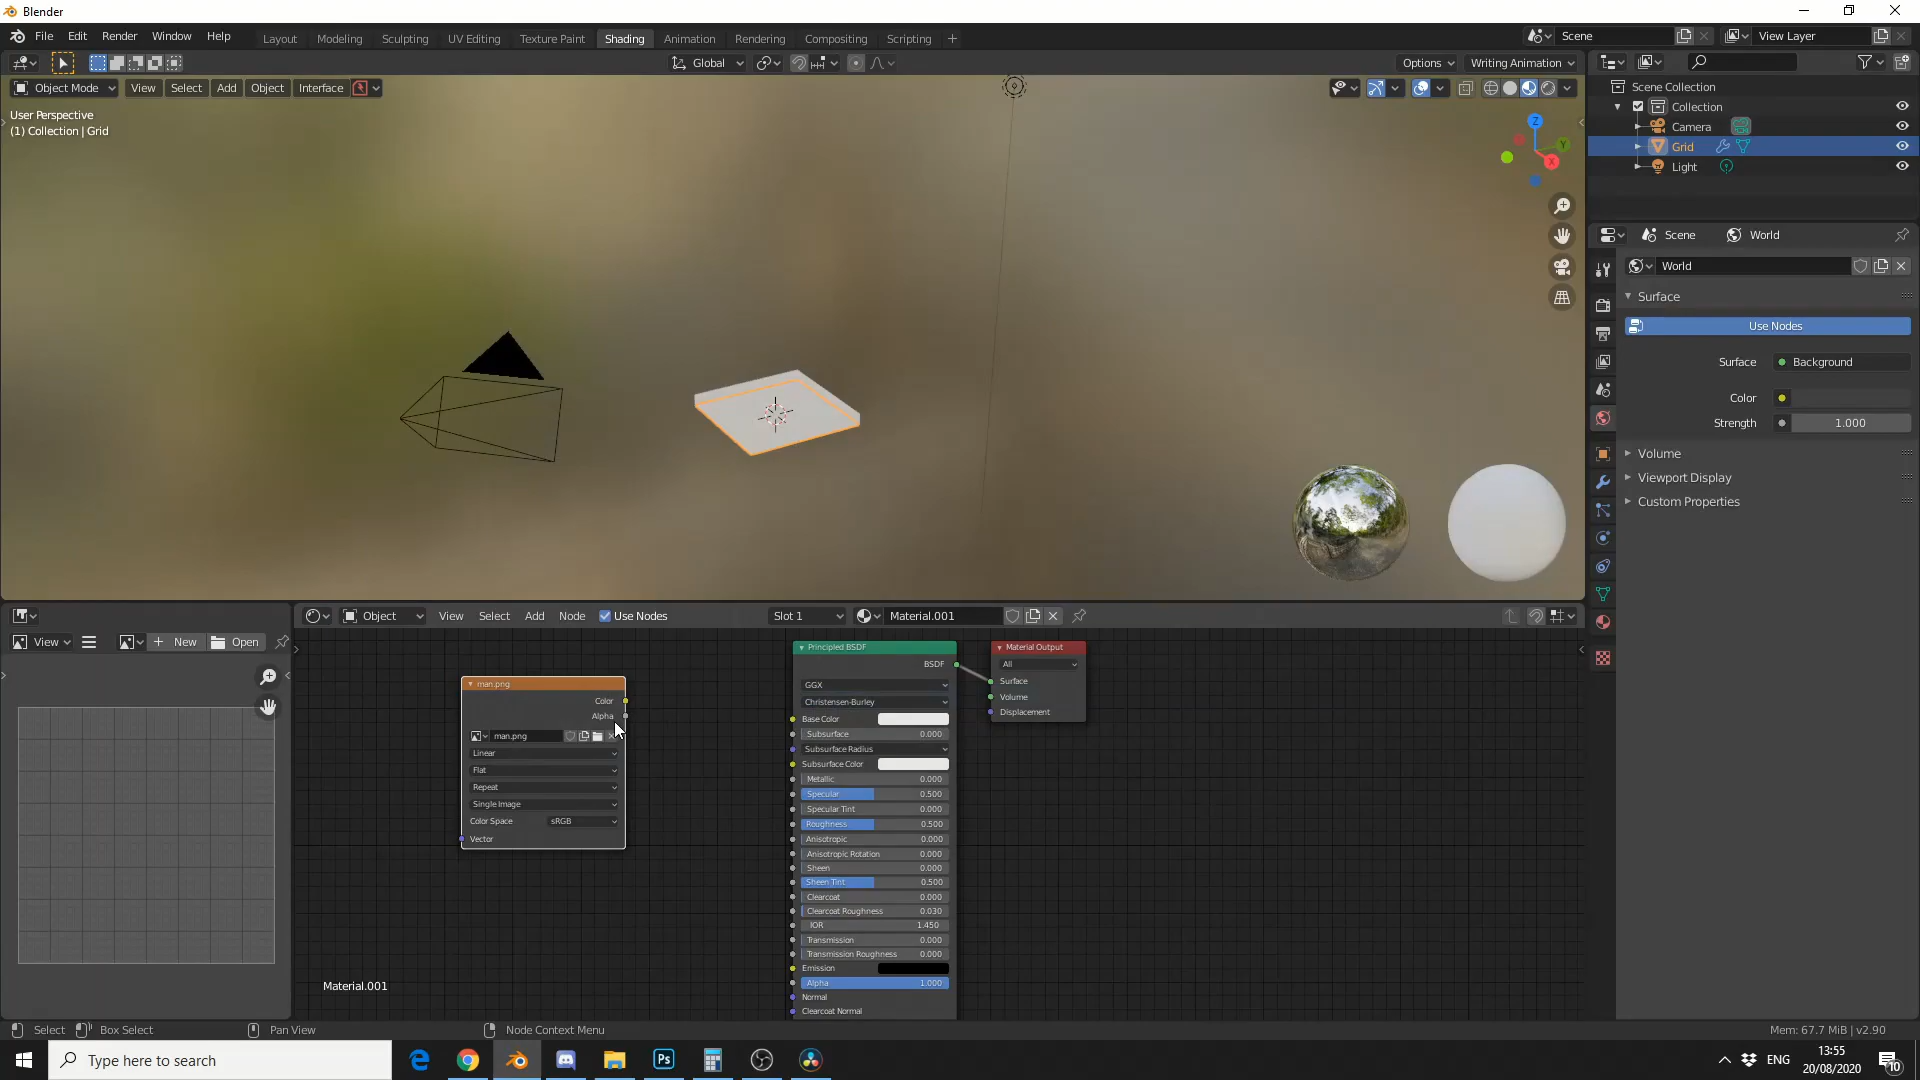 Blender
File Edit Render Window Help
Layout Modeling Sculpting UV Editing Texture Paint Shading Animation Rendering Compositing Scripting
Scene
View Layer
Global
Options
Writing Animation
Object Mode View Select Add Object Interface
User Perspective
(1) Collection | Grid
Z
Y
X
Scene Collection
Collection
Camera
Grid
Light
Scene World
World
Surface
Use Nodes
Surface Background
Color
Strength 1.000
Volume
Viewport Display
Custom Properties
View New Open
Object View Select Add Node Use Nodes Slot 1 Material.001
man.png
Color
Alpha
man.png
Linear
Flat
Repeat
Single Image
Color Space sRGB
Vector
Principled BSDF
BSDF
GGX
Christensen-Burley
Base Color
Subsurface 0.000
Subsurface Radius
Subsurface Color
Metallic 0.000
Specular 0.500
Specular Tint 0.000
Roughness 0.500
Anisotropic 0.000
Anisotropic Rotation 0.000
Sheen 0.000
Sheen Tint 0.500
Clearcoat 0.000
Clearcoat Roughness 0.030
IOR 1.450
Transmission 0.000
Transmission Roughness 0.000
Emission
Alpha 1.000
Normal
Clearcoat Normal
Material Output
All
Surface
Volume
Displacement
Material.001
Select Box Select Pan View Node Context Menu
Mem: 67.7 MiB | v2.90
Type here to search
Ps
ENG
13:55
20/08/2020
10